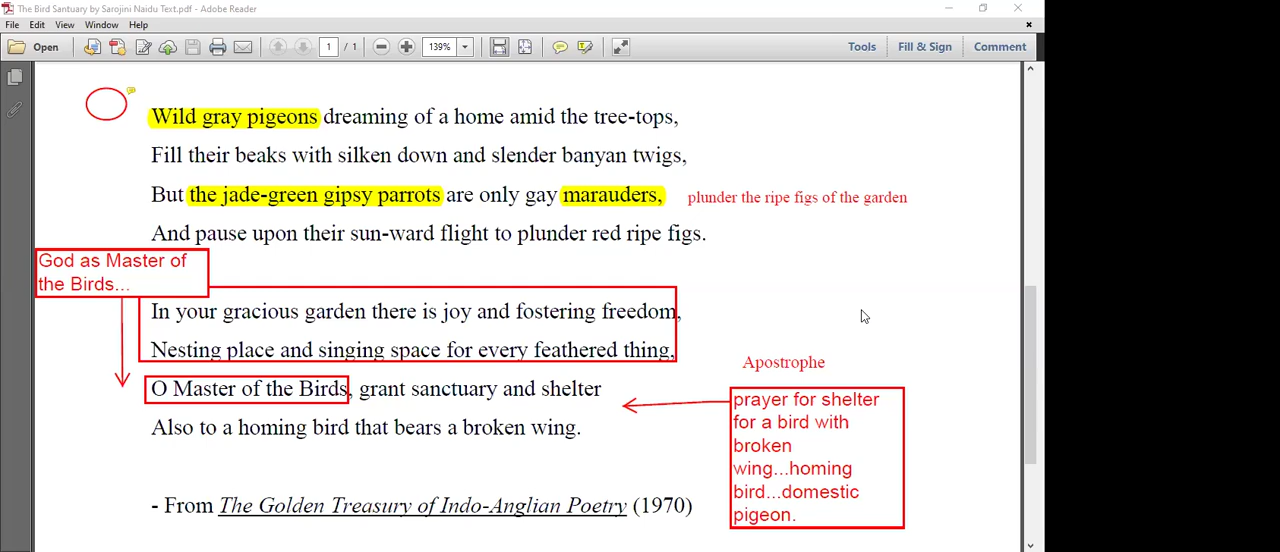 The Bird Santuary by Sarojini Naidu Text.pdf - Adobe Reader
File Edit View Window Help
Open 1 / 1 139% Tools Fill & Sign Comment
Wild gray pigeons dreaming of a home amid the tree-tops,
Fill their beaks with silken down and slender banyan twigs,
But the jade-green gipsy parrots are only gay marauders, plunder the ripe figs of the garden
And pause upon their sun-ward flight to plunder red ripe figs.
God as Master of
the Birds...
In your gracious garden there is joy and fostering freedom,
Nesting place and singing space for every feathered thing,
O Master of the Birds, grant sanctuary and shelter
Also to a homing bird that bears a broken wing.
Apostrophe
prayer for shelter
for a bird with
broken
wing...homing
bird...domestic
pigeon.
- From The Golden Treasury of Indo-Anglian Poetry (1970)